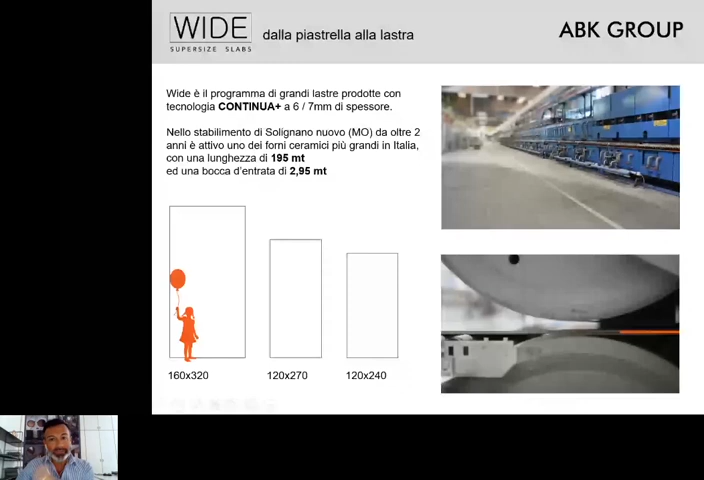 WIDE
SUPERSIZE SLABS
dalla piastrella alla lastra
ABK GROUP
Wide è il programma di grandi lastre prodotte con
tecnologia CONTINUA+ a 6 / 7mm di spessore.
Nello stabilimento di Solignano nuovo (MO) da oltre 2
anni è attivo uno dei forni ceramici più grandi in Italia,
con una lunghezza di 195 mt
ed una bocca d'entrata di 2,95 mt
160x320
120x270
120x240